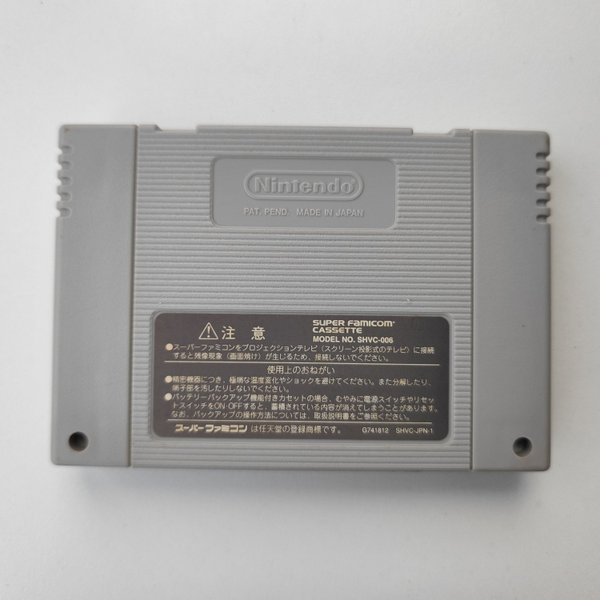 Nintendo
PAT. PEND. MADE IN JAPAN
⚠注意
SUPER FAMICOM
CASSETTE
MODEL NO. SHVC-006
●スーパーファミコンをプロジェクションテレビ(スクリーン投影式のテレビ)に接続
すると残像現象(画面焼け)が生じるため、接続しないでください。
使用上のおねがい
●精密機器につき、極端な温度変化やショックを避けてください。また分解したり、
端子部を汚したりしないでください。
●バッテリーバックアップ機能付きカセットの場合、むやみに電源スイッチやリセッ
トスイッチをON・OFFすると、蓄積されている内容が消えてしまうことがあります。
なお、バックアップの操作方法については、取扱説明書をご参照ください。
スーパーファミコンは任天堂の登録商標です。
G741812 SHVC-JPN-1